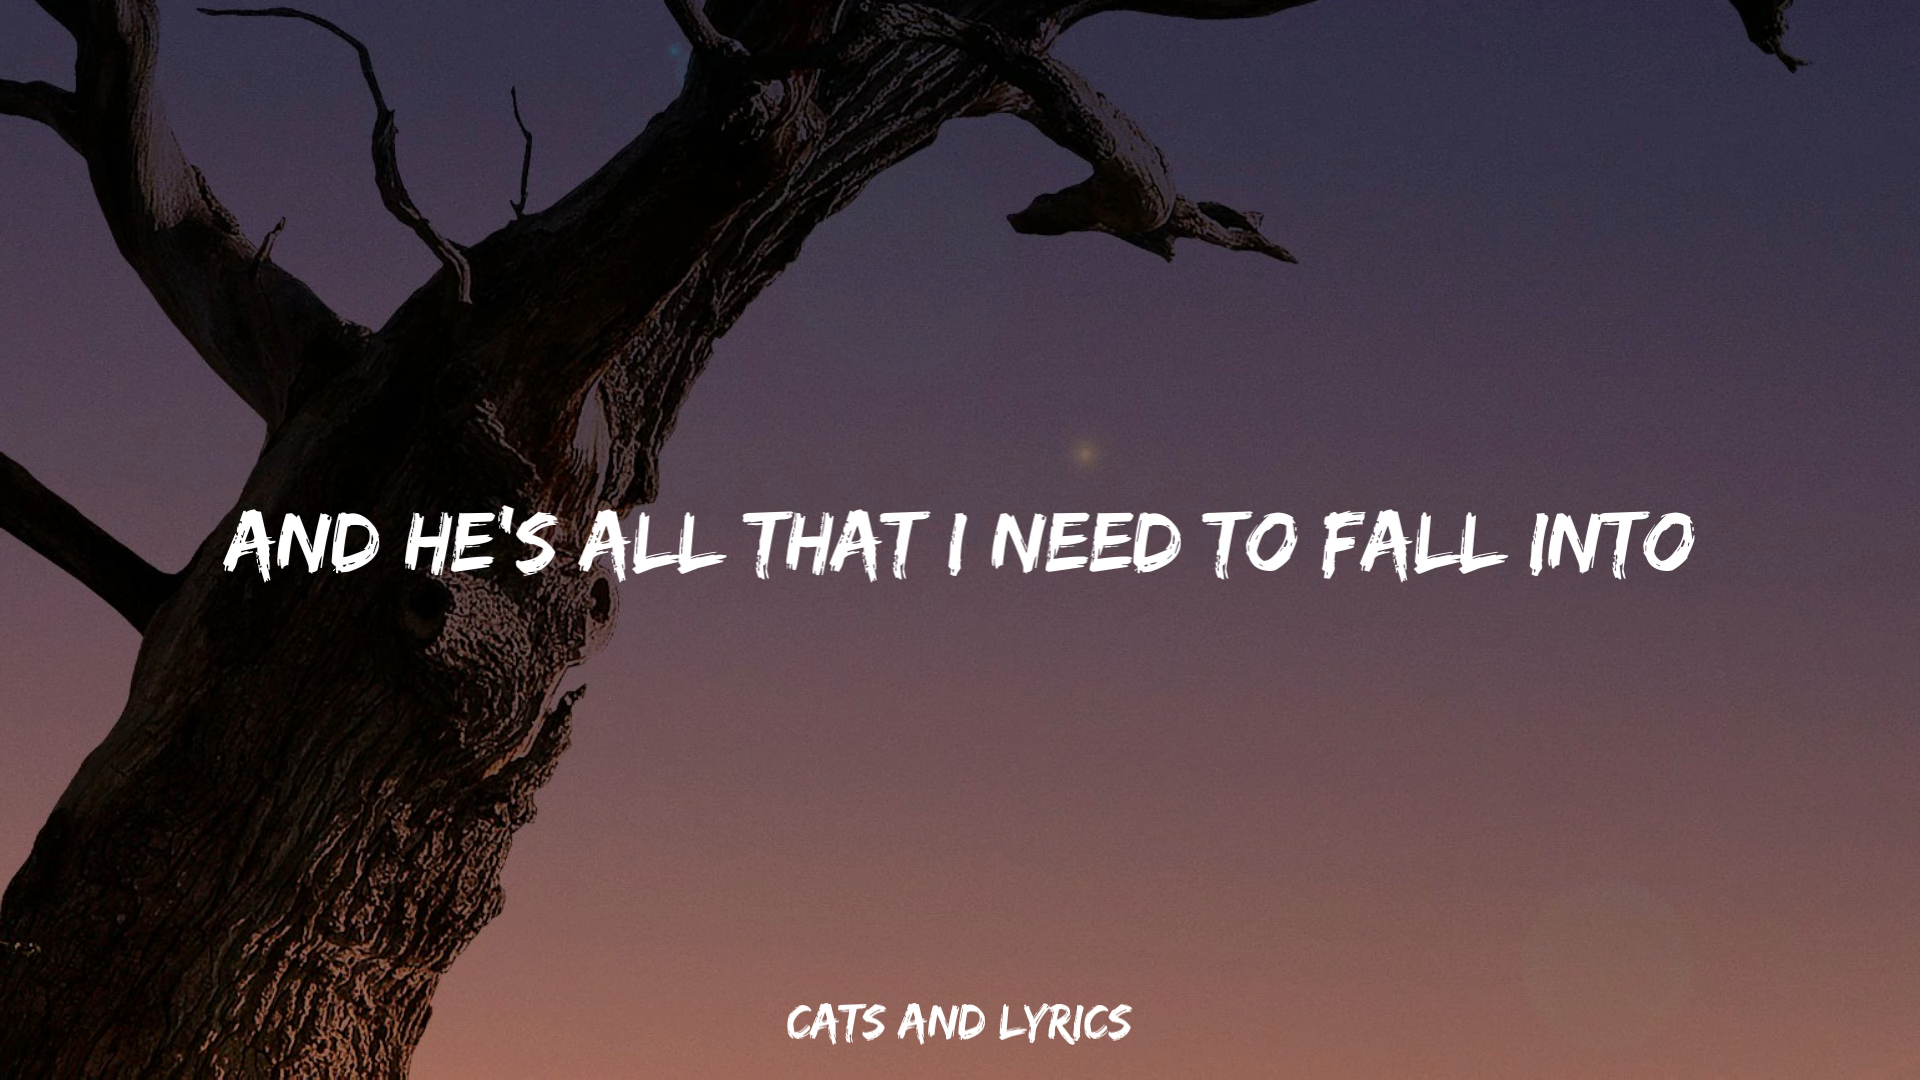 AND HE'S ALL THAT I NEED TO FALL INTO
CATS AND LYRICS